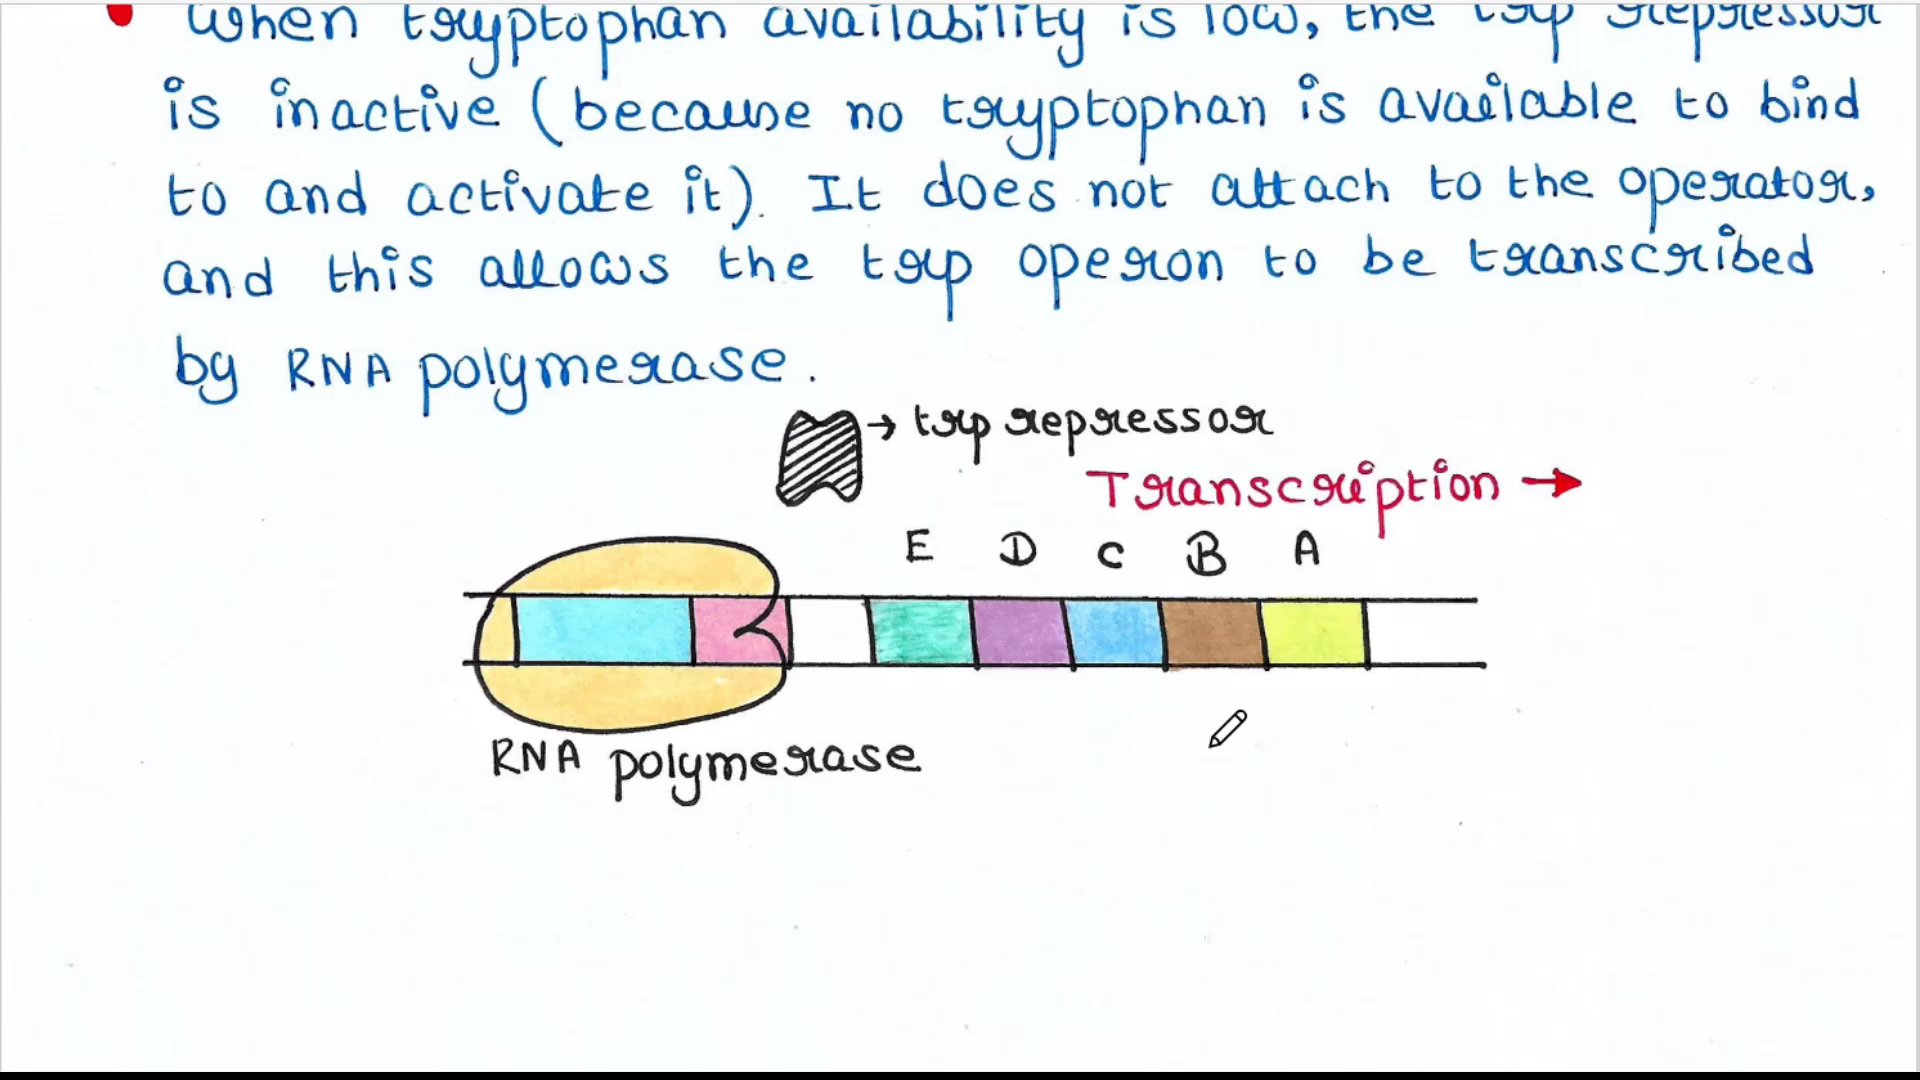 When tryptophan availability is low, the trp repressor
is inactive (because no tryptophan is available to bind
to and activate it). It does not attach to the operator,
and this allows the trp operon to be transcribed
by RNA polymerase.
→ trp repressor
Transcription →
E D C B A
RNA polymerase